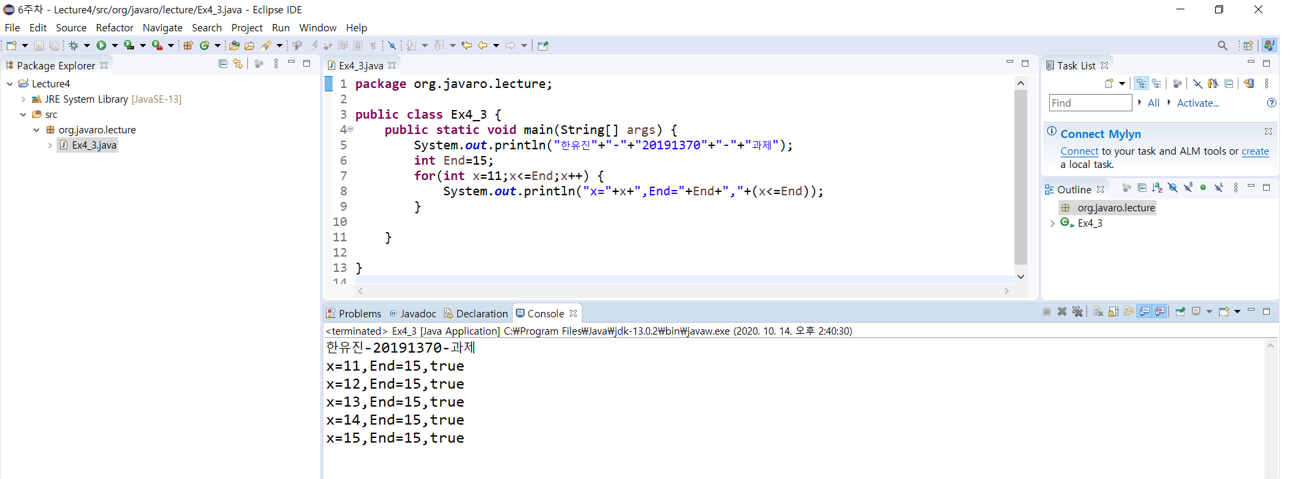 6주차 - Lecture4/src/org/javaro/lecture/Ex4_3.java - Eclipse IDE
File Edit Source Refactor Navigate Search Project Run Window Help
Package Explorer
Lecture4
JRE System Library [JavaSE-13]
src
org.javaro.lecture
Ex4_3.java
Ex4_3.java
1 package org.javaro.lecture;
2
3 public class Ex4_3 {
4 public static void main(String[] args) {
5 System.out.println("한유진"+"-"+"20191370"+"-"+"과제");
6 int End=15;
7 for(int x=11;x<=End;x++) {
8 System.out.println("x="+x+",End="+End+","+(x<=End));
9 }
10
11 }
12
13 }
14
Task List
Find
All
Activate...
Connect Mylyn
Connect to your task and ALM tools or create
a local task.
Outline
org.javaro.lecture
Ex4_3
Problems @ Javadoc Declaration Console
<terminated> Ex4_3 [Java Application] C:₩Program Files₩Java₩jdk-13.0.2₩bin₩javaw.exe (2020. 10. 14. 오후 2:40:30)
한유진-20191370-과제
x=11,End=15,true
x=12,End=15,true
x=13,End=15,true
x=14,End=15,true
x=15,End=15,true